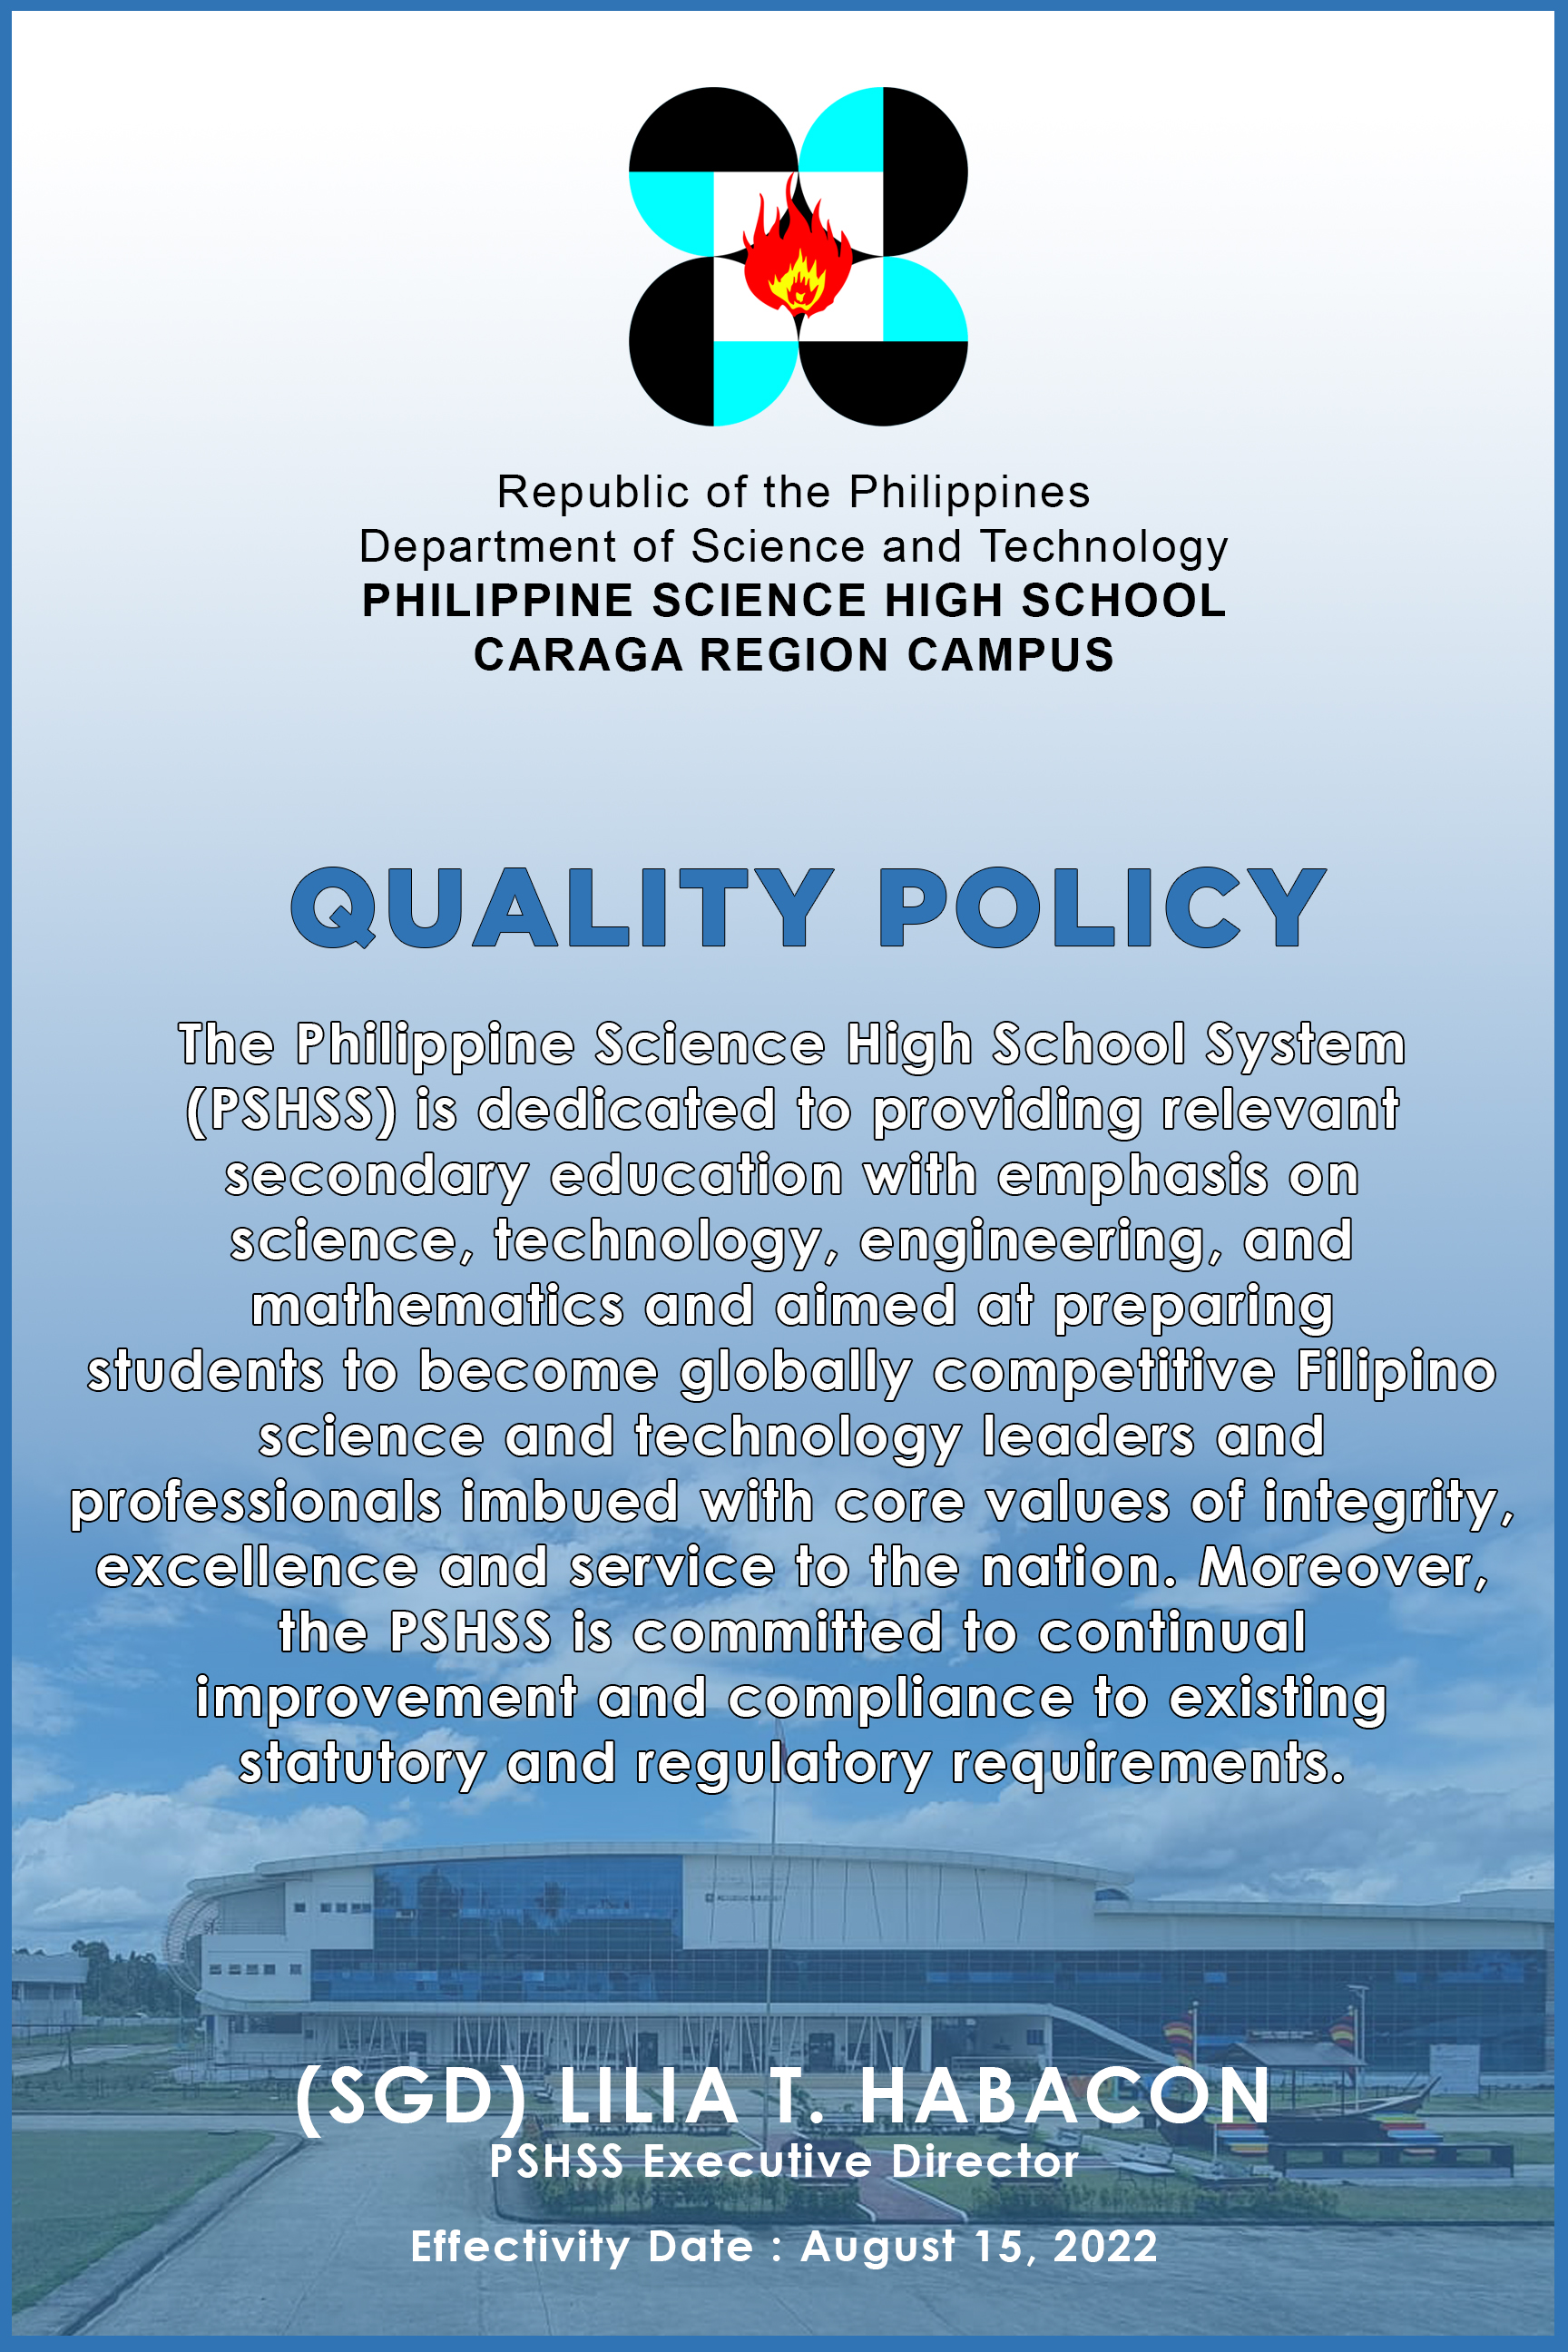 Republic of the Philippines
Department of Science and Technology
PHILIPPINE SCIENCE HIGH SCHOOL
CARAGA REGION CAMPUS
QUALITY POLICY
The Philippine Science High School System
(PSHSS) is dedicated to providing relevant
secondary education with emphasis on
science, technology, engineering, and
mathematics and aimed at preparing
students to become globally competitive Filipino
science and technology leaders and
professionals imbued with core values of integrity,
excellence and service to the nation. Moreover,
the PSHSS is committed to continual
improvement and compliance to existing
statutory and regulatory requirements.
(SGD) LILIA T. HABACON
PSHSS Executive Director
Effectivity Date : August 15, 2022